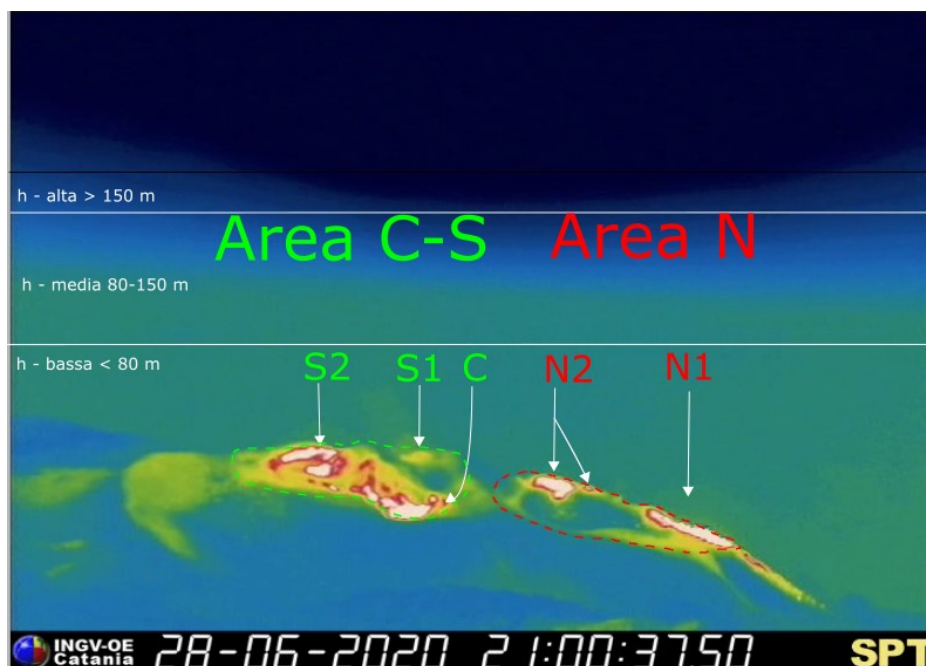 h - alta > 150 m
Area C-S Area N
h - media 80-150 m
h - bassa < 80 m
S2 S1 C N2 N1
INGV-OE
Catania
28-06-2020 21:00:37.50 SPT